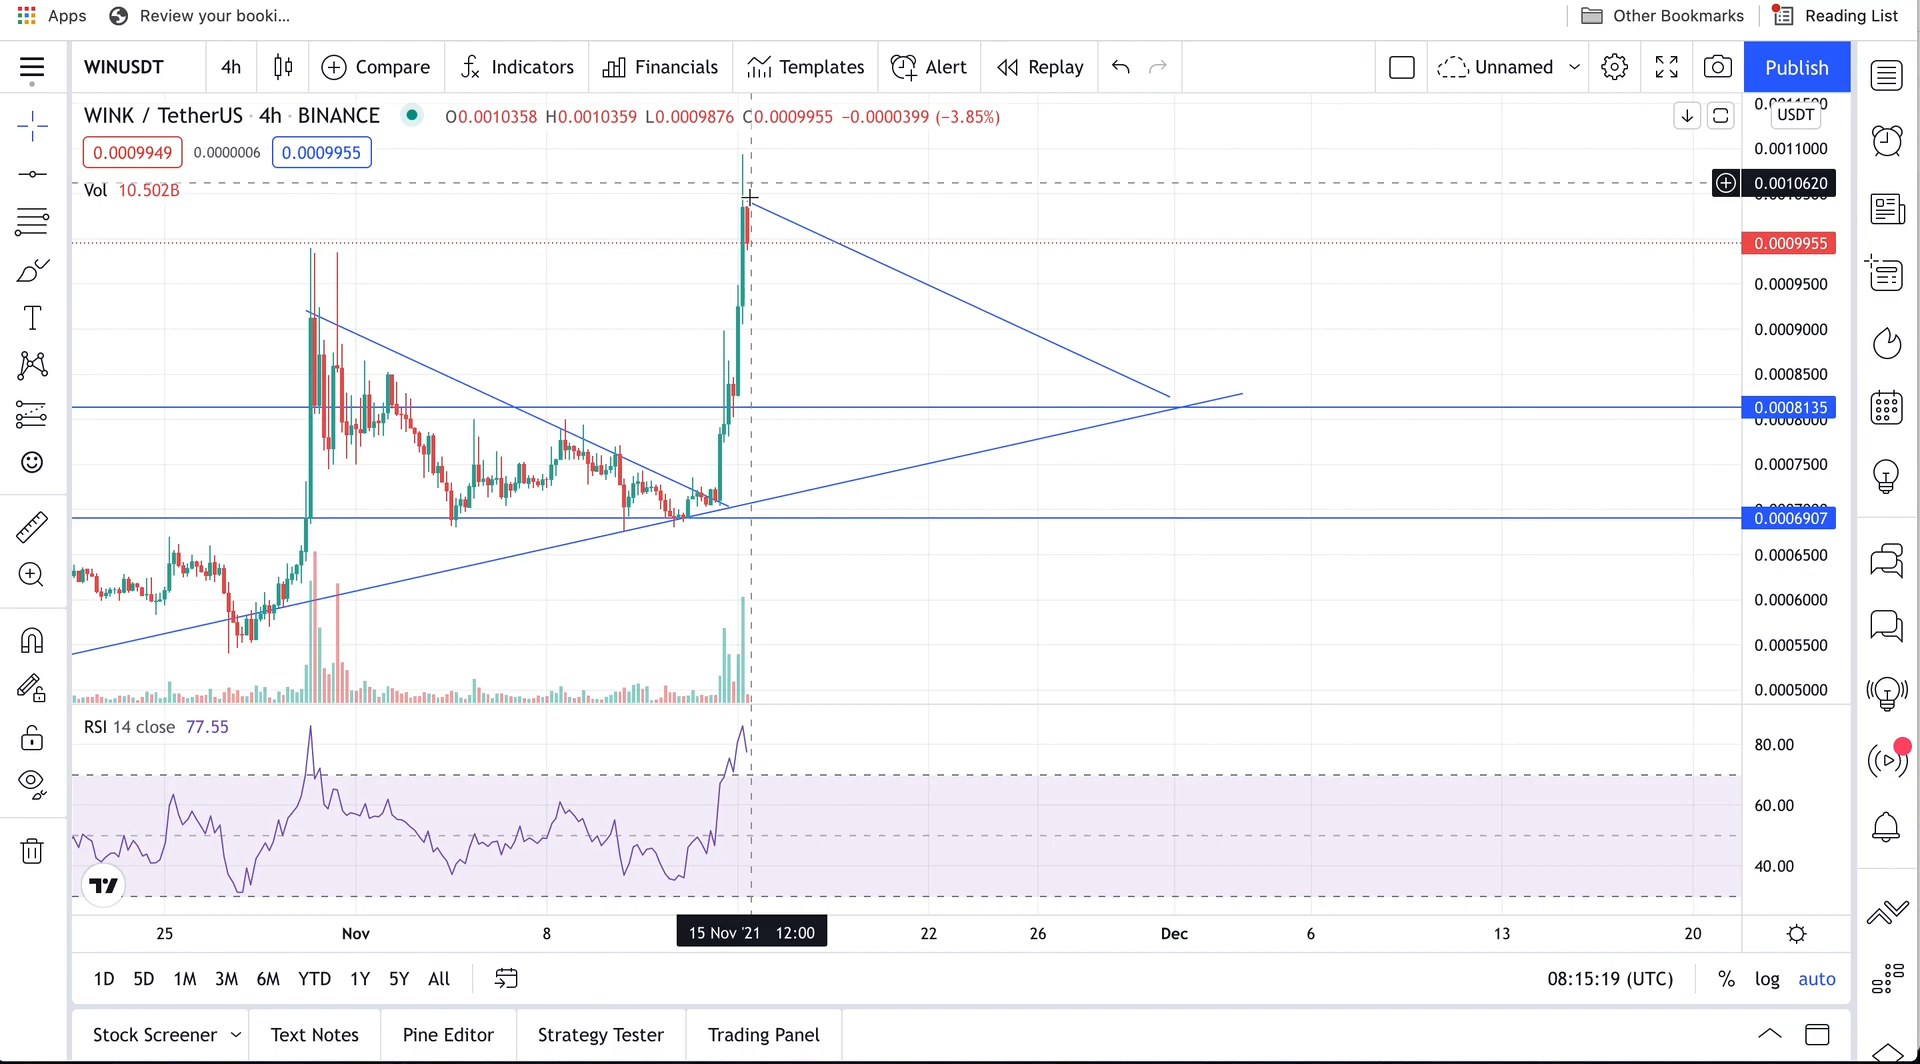 Apps Review your booki... Other Bookmarks Reading List
WINUSDT 4h Compare Indicators Financials Templates Alert Replay Unnamed Publish
WINK / TetherUS · 4h · BINANCE O0.0010358 H0.0010359 L0.0009876 C0.0009955 −0.0000399 (−3.85%)
USDT
0.0009949 0.0000006 0.0009955
0.0011000
Vol 10.502B
0.0010620
0.0009955
0.0009500
0.0009000
0.0008500
0.0008135
0.0008000
0.0007500
0.0006907
0.0006500
0.0006000
0.0005500
0.0005000
RSI 14 close 77.55
80.00
60.00
40.00
25 Nov 8 15 Nov '21 12:00 22 26 Dec 6 13 20
1D 5D 1M 3M 6M YTD 1Y 5Y All 08:15:19 (UTC) % log auto
Stock Screener Text Notes Pine Editor Strategy Tester Trading Panel